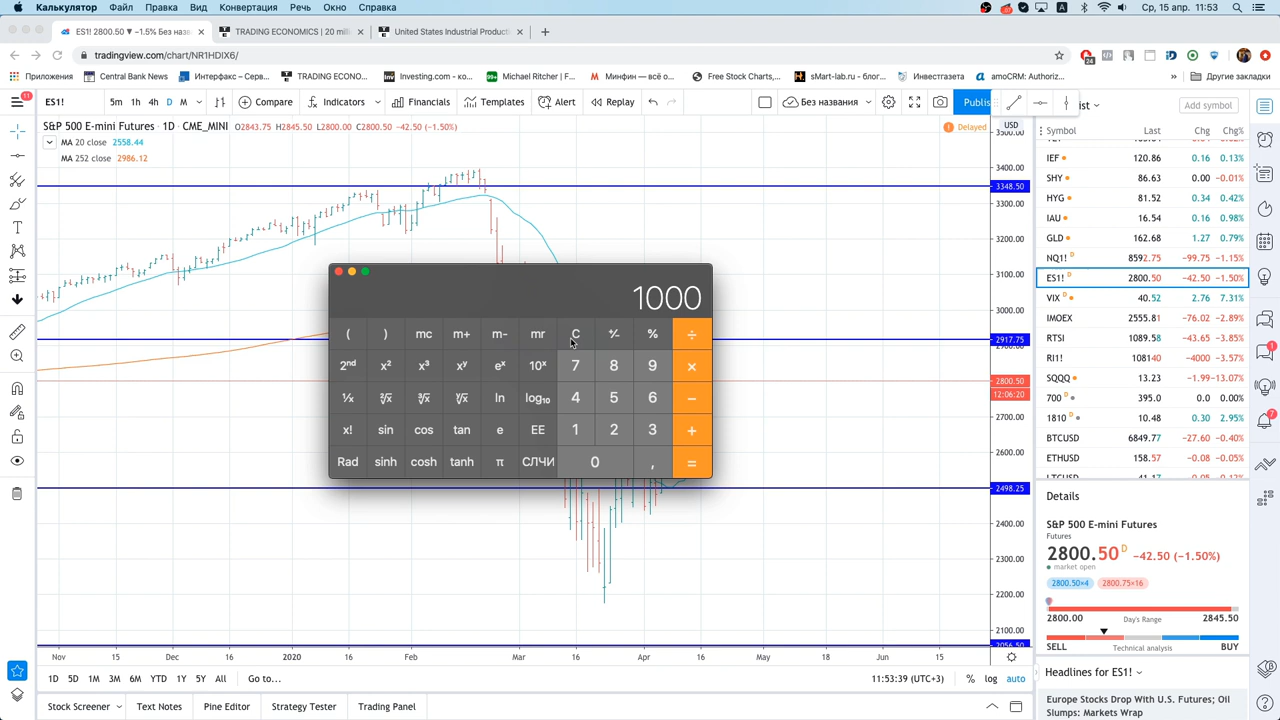 Калькулятор Файл Правка Вид Конвертация Речь Окно Справка A Ср, 15 апр. 11:53
ES1! 2800.50 ▼ −1.5% Без назв × TRADING ECONOMICS | 20 mil × United States Industrial Producti × +
tradingview.com/chart/NR1HDIX6/ 24
Приложения Central Bank News Интерфакс – Серв... TRADING ECONO... Investing.com - ко... Michael Ritcher | F... Минфин — всё о... Free Stock Charts,... sMart-lab.ru - блог... Инвестгазета amoCRM: Authoriz... » Другие закладки
11 ES1! 5m 1h 4h D M Compare Indicators Financials Templates Alert Replay Без названия Publis ist Add symbol
S&P 500 E-mini Futures · 1D · CME_MINI O2843.75 H2845.50 L2800.00 C2800.50 −42.50 (−1.50%) Delayed USD
MA 20 close 2558.44
MA 252 close 2986.12
3500.00
3400.00
3348.50
3300.00
3200.00
3100.00
3000.00
2917.75
2900.00
2800.50
12:06:20
2700.00
2600.00
2498.25
2400.00
2300.00
2200.00
2100.00
2056.50
1000
( ) mc m+ m- mr C ⁺∕₋ % ÷
2ⁿᵈ x² x³ xʸ eˣ 10ˣ 7 8 9 ×
¹∕ₓ ²√x ³√x ʸ√x ln log₁₀ 4 5 6 −
x! sin cos tan e EE 1 2 3 +
Rad sinh cosh tanh π СЛЧИ 0 , =
Nov 15 Dec 16 2020 15 Feb Mar 16 Apr 16 May 18 Jun 15
1D 5D 1M 3M 6M YTD 1Y 5Y All Go to... 11:53:39 (UTC+3) % log auto
Stock Screener Text Notes Pine Editor Strategy Tester Trading Panel
Symbol Last Chg Chg%
IEF 120.86 0.16 0.13%
SHY 86.63 0.00 −0.01%
HYG 81.52 0.34 0.42%
IAU 16.54 0.16 0.98%
GLD 162.68 1.27 0.79%
NQ1! D 8592.75 −99.75 −1.15%
ES1! D 2800.50 −42.50 −1.50%
VIX D 40.52 2.76 7.31%
IMOEX 2555.81 −76.02 −2.89%
RTSI 1089.58 −43.65 −3.85%
RI1! 108140 −4000 −3.57%
SQQQ 13.23 −1.99 −13.07%
700 D 395.0 0.0 0.00%
1810 D 10.48 0.30 2.95%
BTCUSD 6849.77 −27.60 −0.40%
ETHUSD 158.57 −0.08 −0.05%
Details
S&P 500 E-mini Futures
Futures
2800.50 D −42.50 (−1.50%)
market open
2800.50×4 2800.75×16
2800.00 Day's Range 2845.50
SELL Technical analysis BUY
Headlines for ES1!
Europe Stocks Drop With U.S. Futures; Oil
Slumps: Markets Wrap
1
7